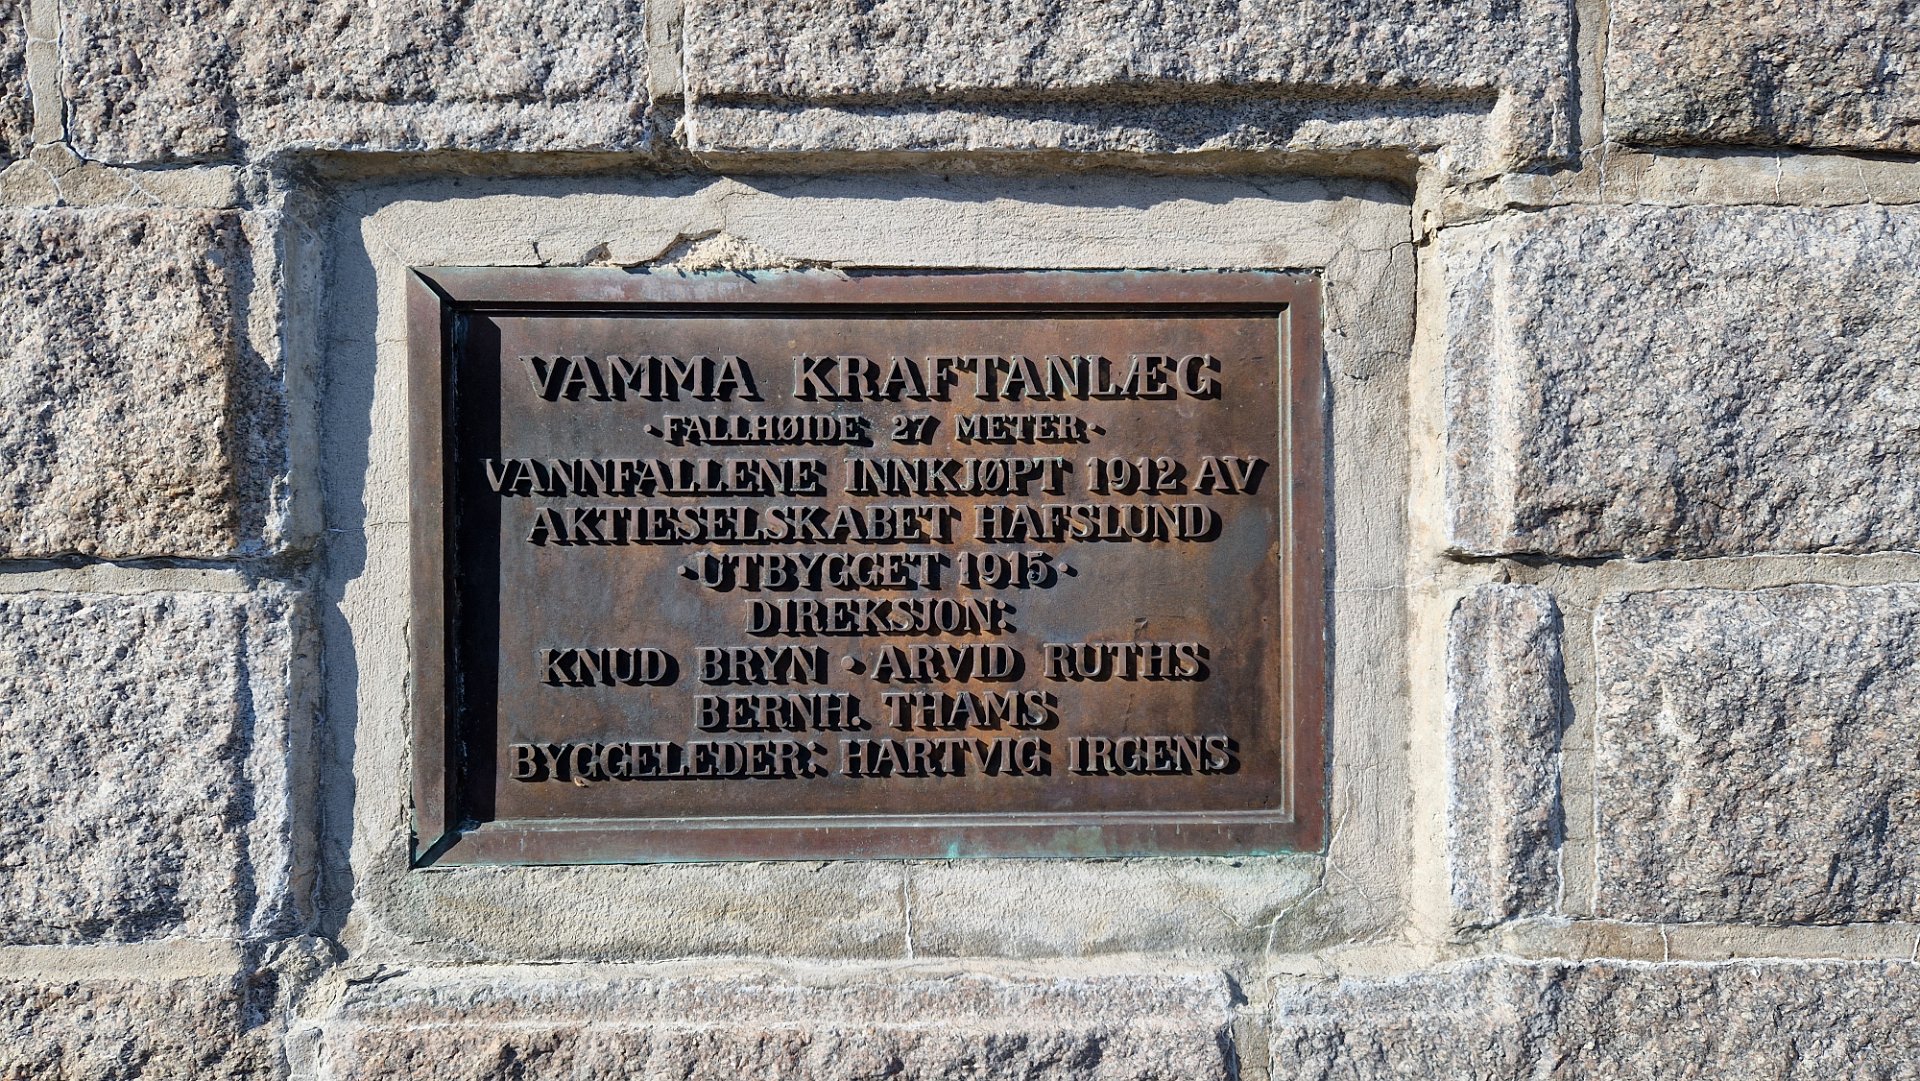 VAMMA KRAFTANLÆG
·FALLHØIDE 27 METER·
VANNFALLENE INNKJØPT 1912 AV
AKTIESELSKABET HAFSLUND
·UTBYGGET 1915·
DIREKSJON:
KNUD BRYN · ARVID RUTHS
BERNH. THAMS
BYGGELEDER: HARTVIG IRGENS